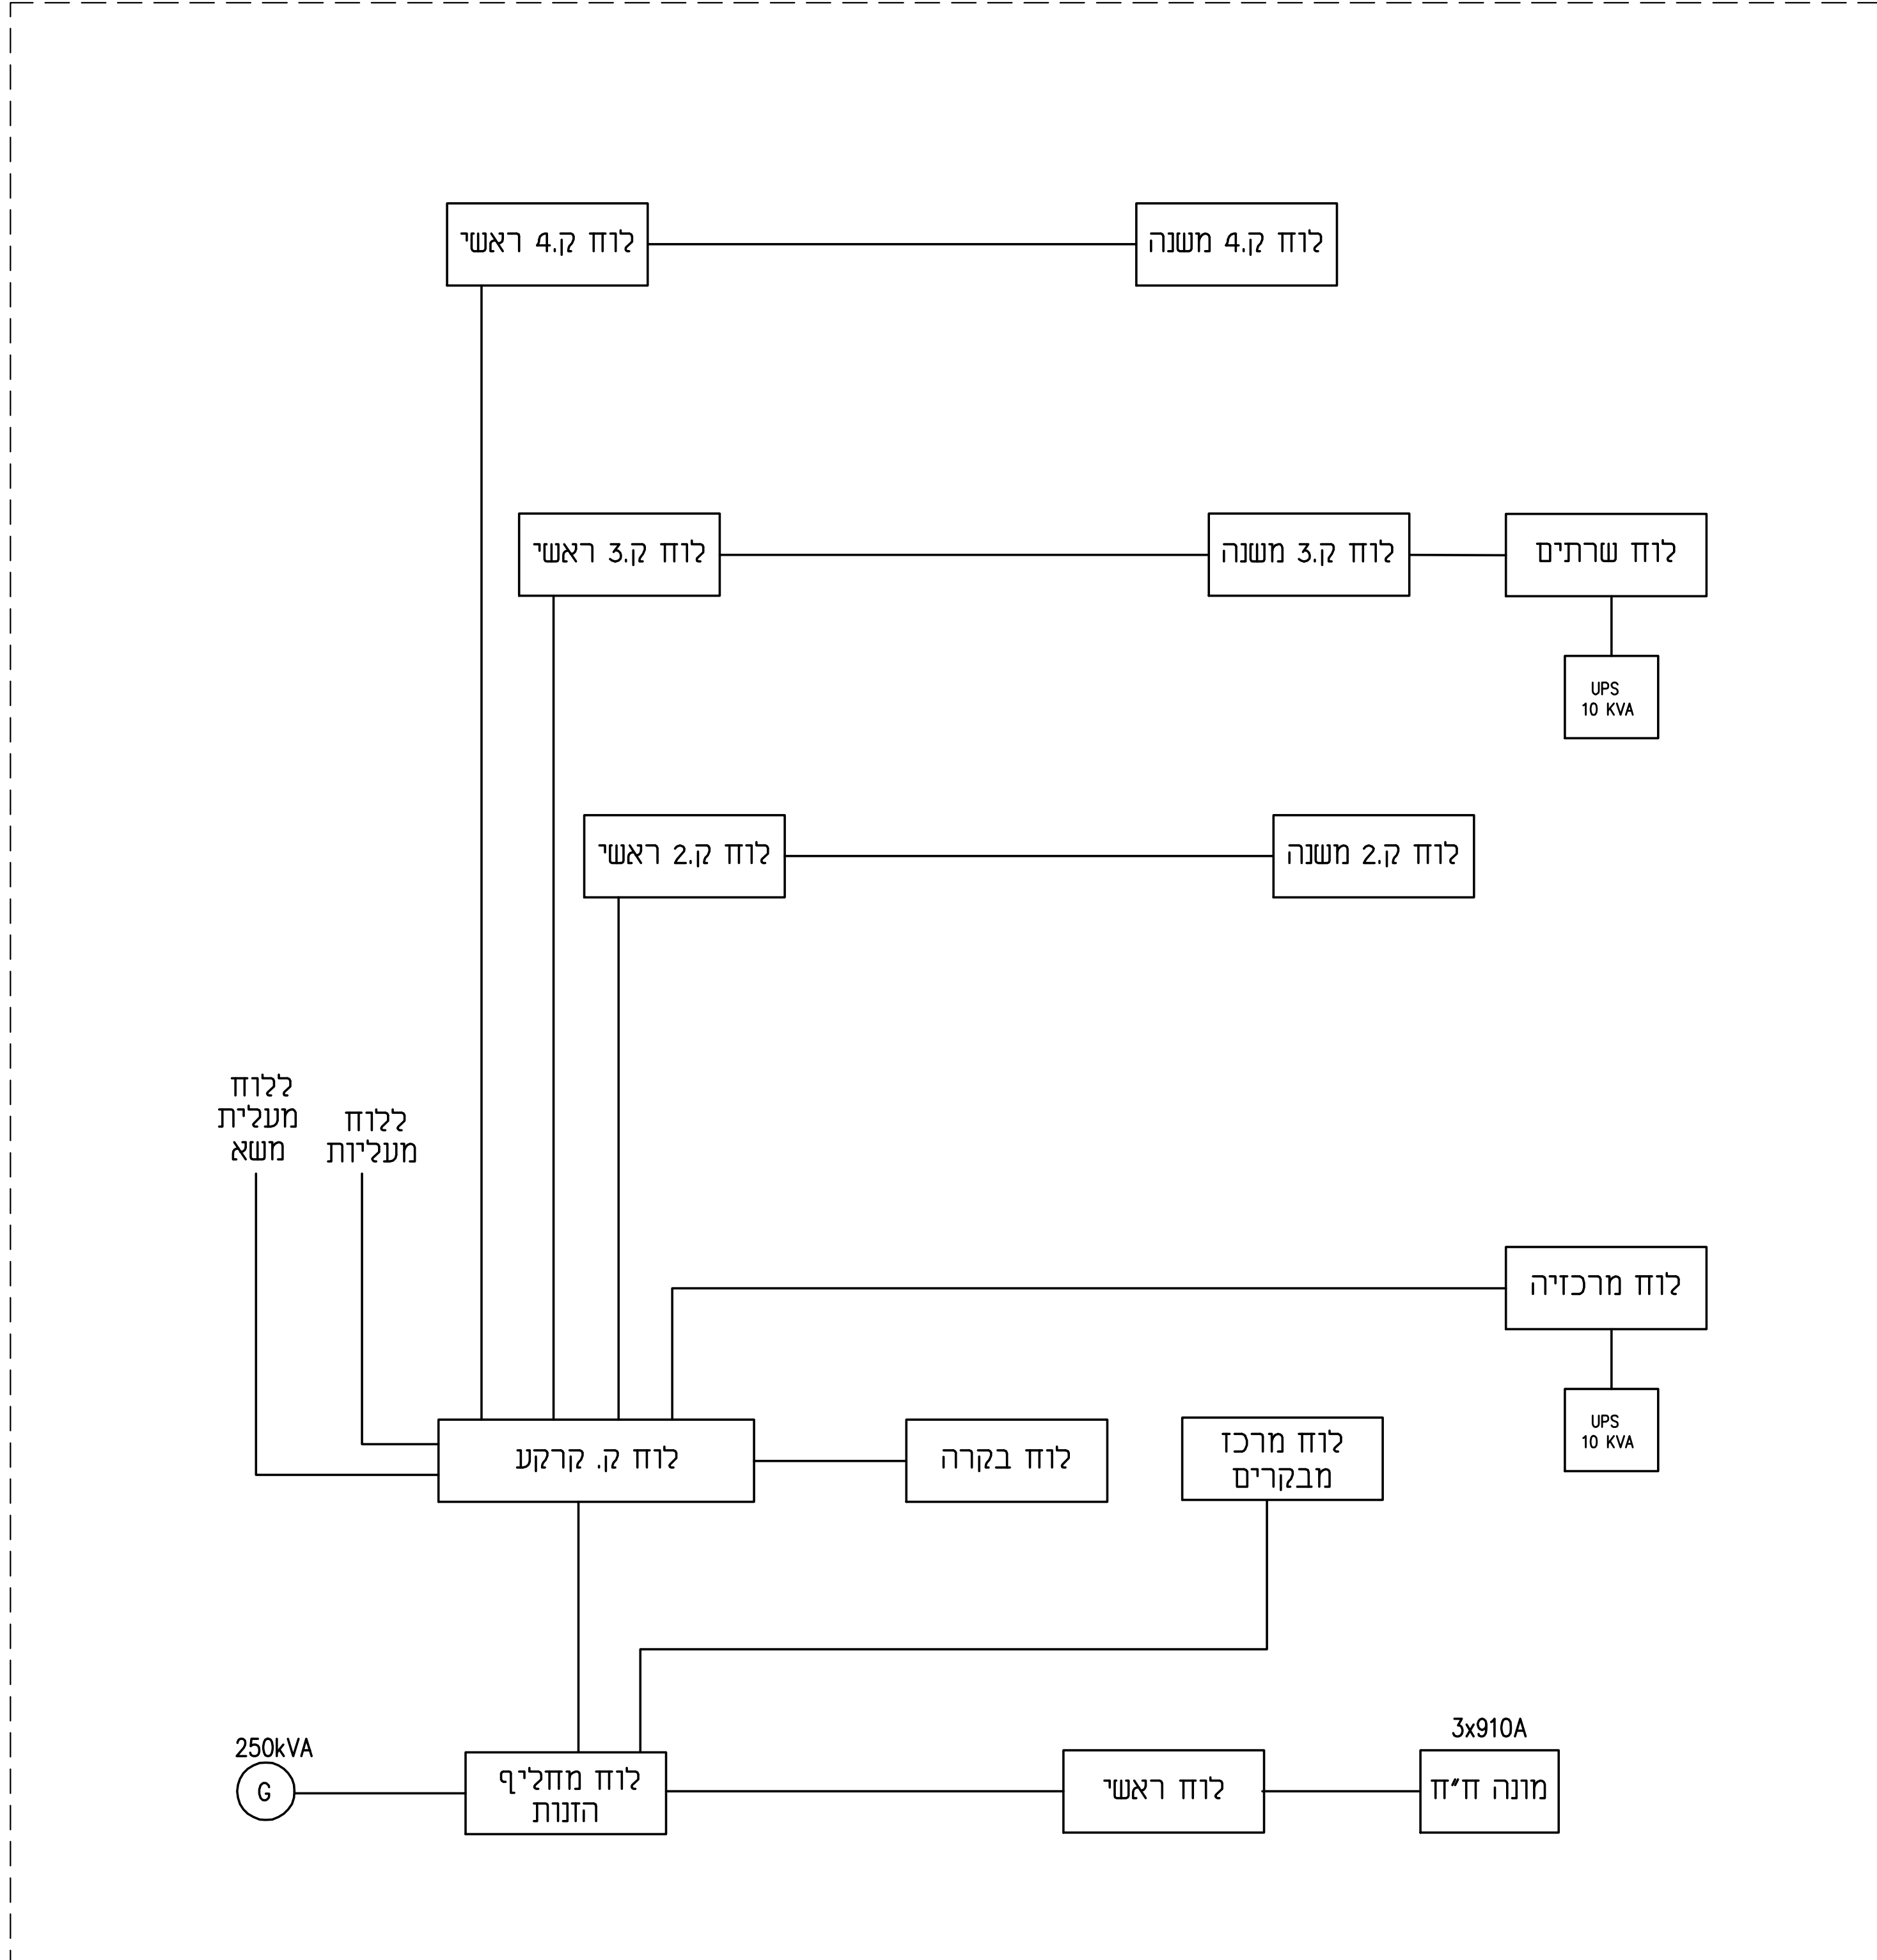 לוח ק.4 משנה
לוח ק.4 ראשי
לוח שרתים
לוח ק.3 משנה
לוח ק.3 ראשי
UPS
10 KVA
לוח ק.2 משנה
לוח ק.2 ראשי
ללוח
מעליות
ללוח
מעלית
משא
לוח מרכזיה
UPS
10 KVA
לוח מרכז
מבקרים
לוח בקרה
לוח ק. קרקע
3x910A
מונה ח"ח
לוח ראשי
לוח מחליף
הזנות
250kVA
G